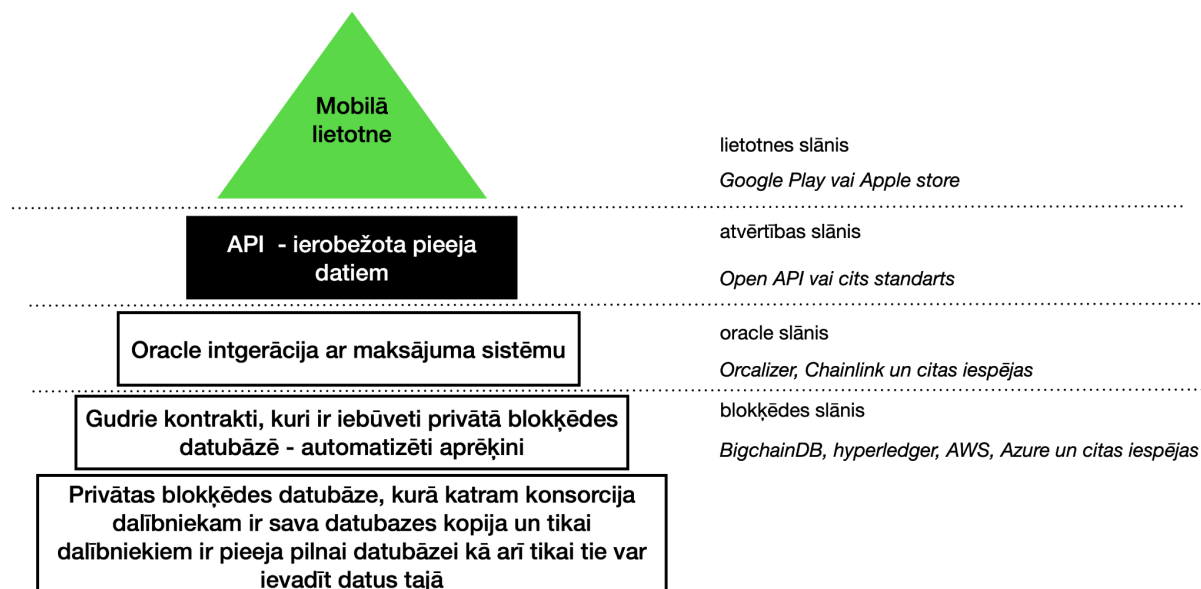 Mobilā
lietotne
lietotnes slānis
Google Play vai Apple store
API - ierobežota pieeja
datiem
atvērtības slānis
Open API vai cits standarts
Oracle intgerācija ar maksājuma sistēmu
oracle slānis
Orcalizer, Chainlink un citas iespējas
Gudrie kontrakti, kuri ir iebūveti privātā blokķēdes
datubāzē - automatizēti aprēķini
blokķēdes slānis
BigchainDB, hyperledger, AWS, Azure un citas iespējas
Privātas blokķēdes datubāze, kurā katram konsorcija
dalībniekam ir sava datubazes kopija un tikai
dalībniekiem ir pieeja pilnai datubāzei kā arī tikai tie var
ievadīt datus tajā